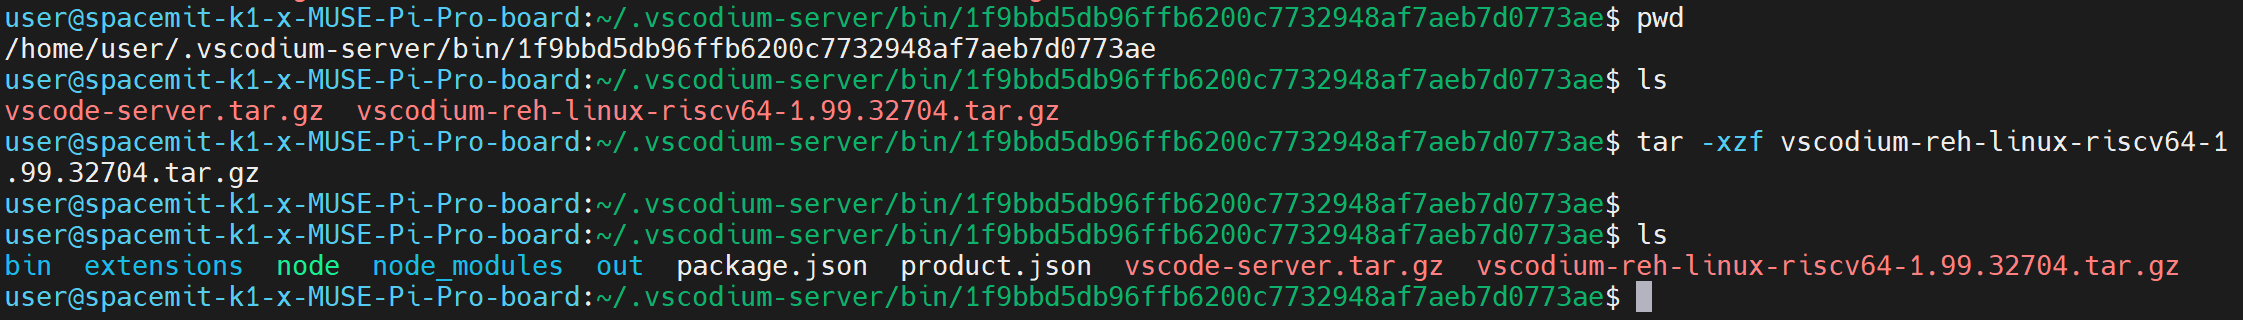 user@spacemit-k1-x-MUSE-Pi-Pro-board:~/.vscodium-server/bin/1f9bbd5db96ffb6200c7732948af7aeb7d0773ae$ pwd
/home/user/.vscodium-server/bin/1f9bbd5db96ffb6200c7732948af7aeb7d0773ae
user@spacemit-k1-x-MUSE-Pi-Pro-board:~/.vscodium-server/bin/1f9bbd5db96ffb6200c7732948af7aeb7d0773ae$ ls
vscode-server.tar.gz  vscodium-reh-linux-riscv64-1.99.32704.tar.gz
user@spacemit-k1-x-MUSE-Pi-Pro-board:~/.vscodium-server/bin/1f9bbd5db96ffb6200c7732948af7aeb7d0773ae$ tar -xzf vscodium-reh-linux-riscv64-1
.99.32704.tar.gz
user@spacemit-k1-x-MUSE-Pi-Pro-board:~/.vscodium-server/bin/1f9bbd5db96ffb6200c7732948af7aeb7d0773ae$
user@spacemit-k1-x-MUSE-Pi-Pro-board:~/.vscodium-server/bin/1f9bbd5db96ffb6200c7732948af7aeb7d0773ae$ ls
bin  extensions  node  node_modules  out  package.json  product.json  vscode-server.tar.gz  vscodium-reh-linux-riscv64-1.99.32704.tar.gz
user@spacemit-k1-x-MUSE-Pi-Pro-board:~/.vscodium-server/bin/1f9bbd5db96ffb6200c7732948af7aeb7d0773ae$